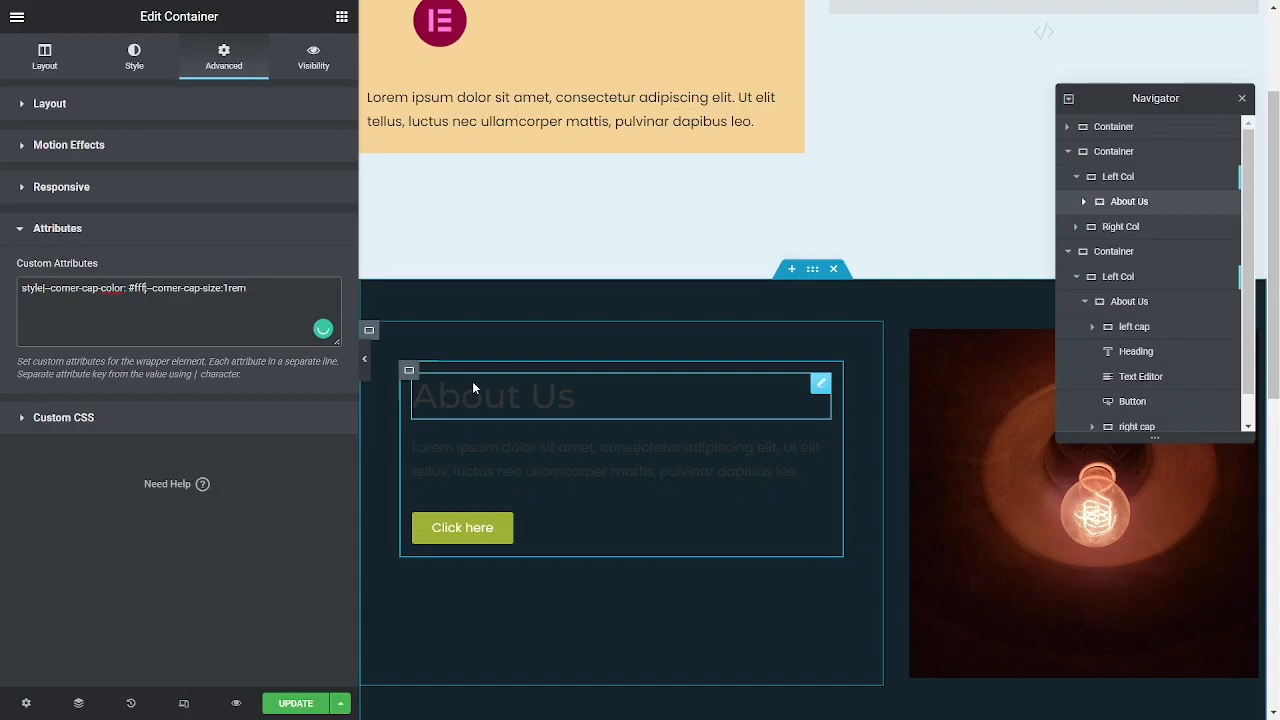 Edit Container
Layout
Style
Advanced
Visibility
Layout
Motion Effects
Responsive
Attributes
Custom Attributes
style|--corner-cap-color: #fff;--corner-cap-size:1rem
Set custom attributes for the wrapper element. Each attribute in a separate line.
Separate attribute key from the value using | character.
Custom CSS
Need Help
UPDATE
Lorem ipsum dolor sit amet, consectetur adipiscing elit. Ut elit
tellus, luctus nec ullamcorper mattis, pulvinar dapibus leo.
About Us
Lorem ipsum dolor sit amet, consectetur adipiscing elit. Ut elit
tellus, luctus nec ullamcorper mattis, pulvinar dapibus leo.
Click here
Navigator
Container
Container
Left Col
About Us
Right Col
Container
Left Col
About Us
left cap
Heading
Text Editor
Button
right cap